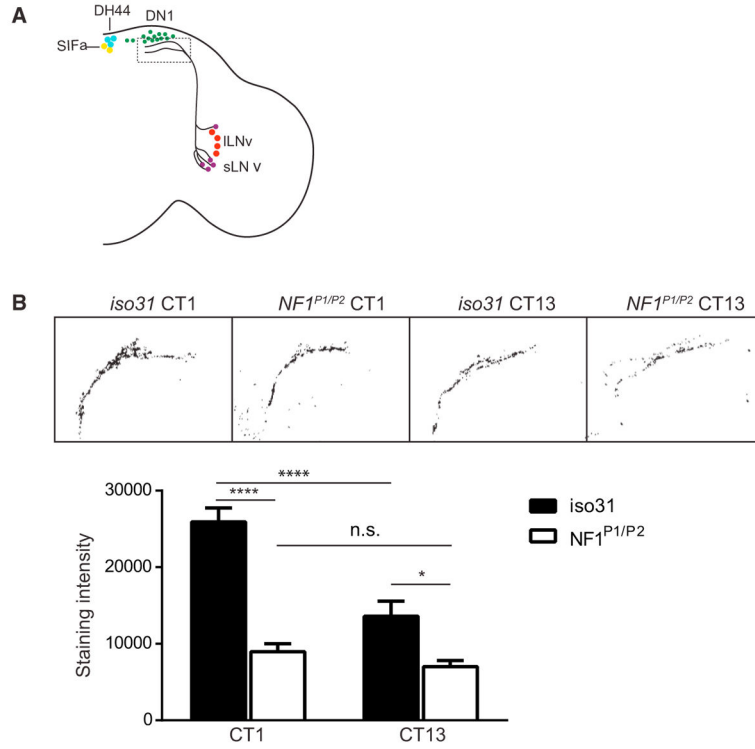 A
DH44
DN1
SIFa
lLNv
sLN v
B
iso31 CT1
NF1P1/P2 CT1
iso31 CT13
NF1P1/P2 CT13
****
30000
****
iso31
NF1P1/P2
n.s.
20000
*
Staining intensity
10000
0
CT1
CT13